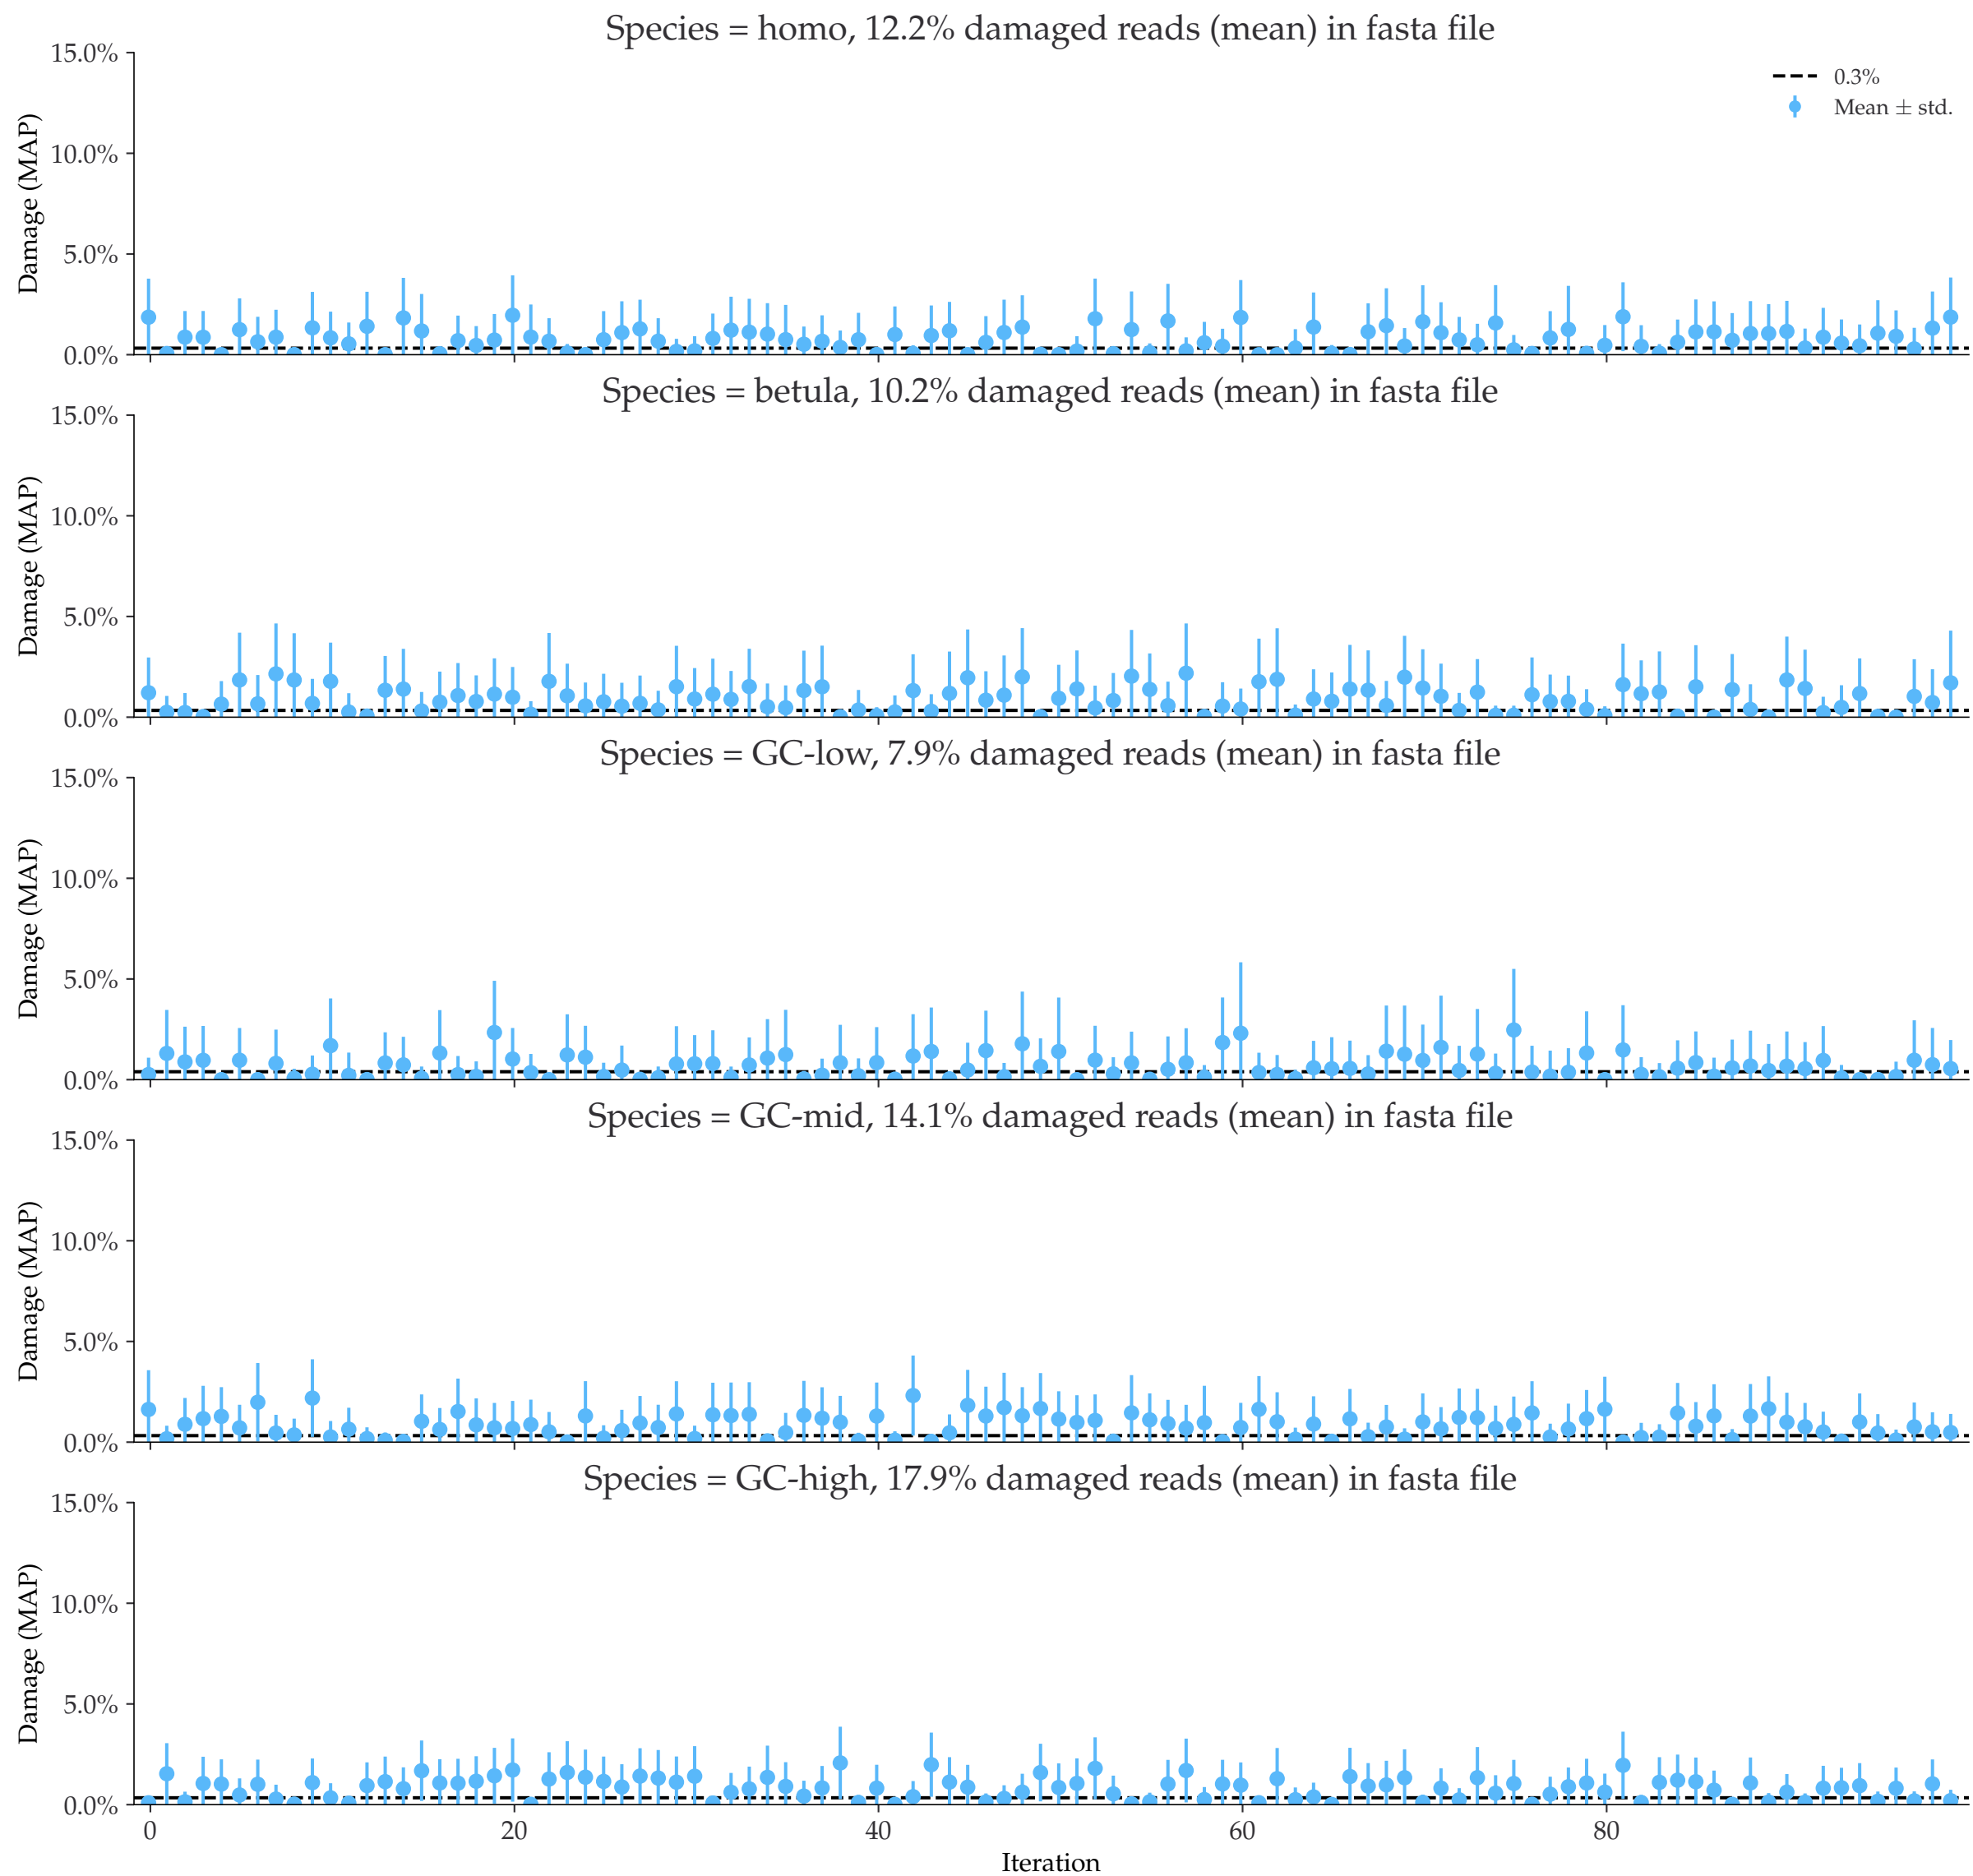 Species = homo, 12.2% damaged reads (mean) in fasta file
15.0%
10.0%
5.0%
0.0%
Damage (MAP)
0.3%
Mean ± std.
Species = betula, 10.2% damaged reads (mean) in fasta file
15.0%
10.0%
5.0%
0.0%
Damage (MAP)
Species = GC-low, 7.9% damaged reads (mean) in fasta file
15.0%
10.0%
5.0%
0.0%
Damage (MAP)
Species = GC-mid, 14.1% damaged reads (mean) in fasta file
15.0%
10.0%
5.0%
0.0%
Damage (MAP)
Species = GC-high, 17.9% damaged reads (mean) in fasta file
15.0%
10.0%
5.0%
0.0%
Damage (MAP)
0 20 40 60 80
Iteration